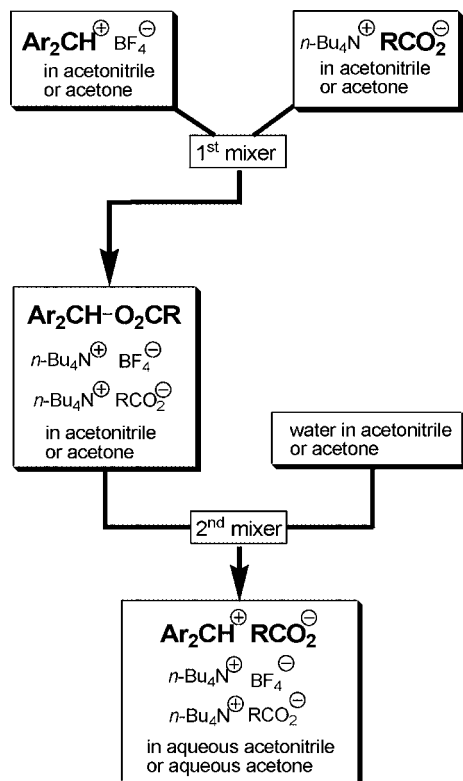 Ar₂CH⊕ BF₄⊖
in acetonitrile
or acetone
n-Bu₄N⊕ RCO₂⊖
in acetonitrile
or acetone
1st mixer
Ar₂CH–O₂CR
n-Bu₄N⊕ BF₄⊖
n-Bu₄N⊕ RCO₂⊖
in acetonitrile
or acetone
water in acetonitrile
or acetone
2nd mixer
Ar₂CH⊕ RCO₂⊖
n-Bu₄N⊕ BF₄⊖
n-Bu₄N⊕ RCO₂⊖
in aqueous acetonitrile
or aqueous acetone